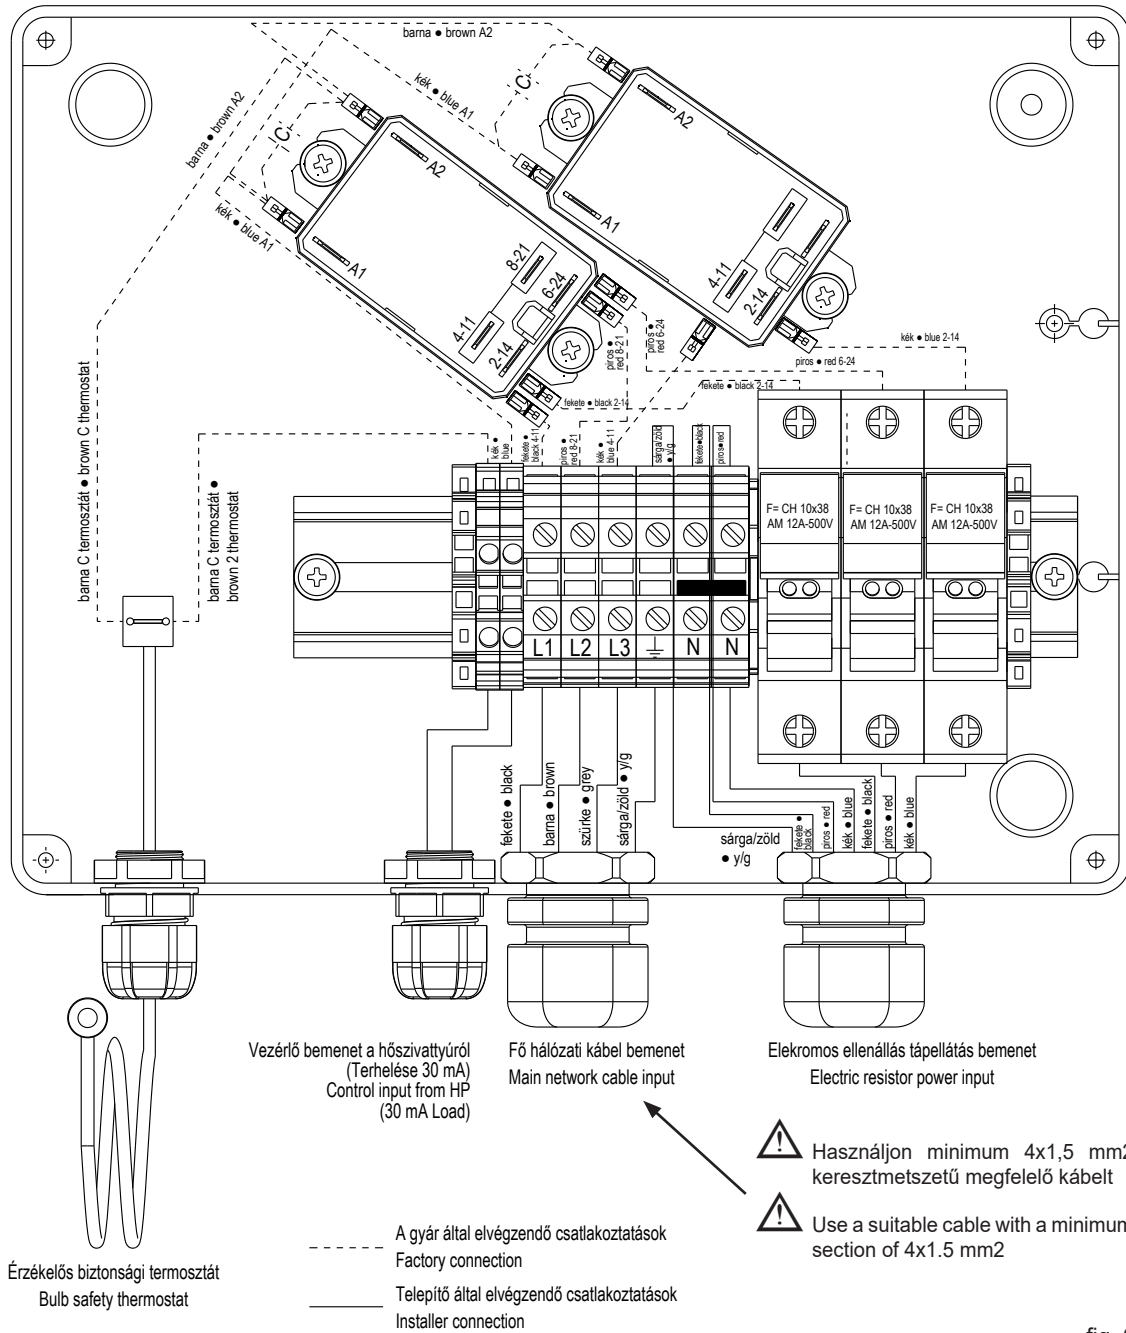 barna ● brown A2
kék ● blue A1
barna ● brown A2
kék ● blue A1
C
C
A2
A1
A2
A1
8-21
6-24
4-11
2-14
4-11
2-14
piros ●
red 8-21
piros ●
red 6-24
kék ● blue 2-14
piros ● red 6-24
fekete ● black 2-14
fekete ● black 2-14
barna C termosztát ● brown C thermostat
barna C termosztát ●
brown 2 thermostat
kék ●
blue
fekete ●
black 4-11
piros ●
red 8-21
kék ●
blue 4-11
sárga/zöld
● y/g
fekete●black
piros●red
F= CH 10x38
AM 12A-500V
F= CH 10x38
AM 12A-500V
F= CH 10x38
AM 12A-500V
L1
L2
L3
N
N
fekete ● black
barna ● brown
szürke ● grey
sárga/zöld ● y/g
sárga/zöld
● y/g
fekete ●
black
piros ● red
kék ● blue
fekete ● black
piros ● red
kék ● blue
Vezérlő bemenet a hőszivattyúról
(Terhelése 30 mA)
Control input from HP
(30 mA Load)
Fő hálózati kábel bemenet
Main network cable input
Elekromos ellenállás tápellátás bemenet
Electric resistor power input
Használjon minimum 4x1,5 mm2
keresztmetszetű megfelelő kábelt
Use a suitable cable with a minimum
section of 4x1.5 mm2
A gyár által elvégzendő csatlakoztatások
Factory connection
Telepítő által elvégzendő csatlakoztatások
Installer connection
Érzékelős biztonsági termosztát
Bulb safety thermostat